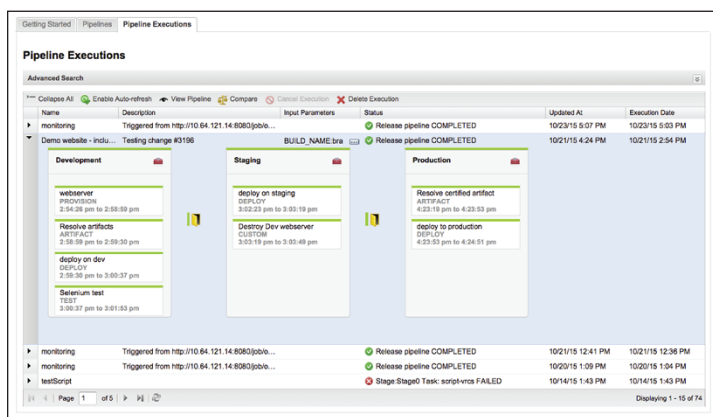 Getting Started Pipelines Pipeline Executions
Pipeline Executions
Advanced Search
Collapse All Enable Auto-refresh View Pipeline Compare Cancel Execution Delete Execution
Name Description Input Parameters Status Updated At Execution Date
monitoring Triggered from http://10.64.121.14:8080/job/o... Release pipeline COMPLETED 10/23/15 5:07 PM 10/23/15 5:03 PM
Demo website - inclu... Testing change #3196 BUILD_NAME:bra Release pipeline COMPLETED 10/21/15 4:24 PM 10/21/15 2:54 PM
Development Staging Production
webserver
PROVISION
2:54:26 pm to 2:58:59 pm
Resolve artifacts
ARTIFACT
2:58:59 pm to 2:59:30 pm
deploy on dev
DEPLOY
2:59:30 pm to 3:00:37 pm
Selenium test
TEST
3:00:37 pm to 3:01:53 pm
deploy on staging
DEPLOY
3:02:23 pm to 3:03:19 pm
Destroy Dev webserver
CUSTOM
3:03:19 pm to 3:03:49 pm
Resolve certified artifact
ARTIFACT
4:23:19 pm to 4:23:53 pm
deploy to production
DEPLOY
4:23:53 pm to 4:24:51 pm
monitoring Triggered from http://10.64.121.14:8080/job/o... Release pipeline COMPLETED 10/21/15 12:41 PM 10/21/15 12:36 PM
monitoring Triggered from http://10.64.121.14:8080/job/o... Release pipeline COMPLETED 10/20/15 1:09 PM 10/20/15 1:04 PM
testScript Stage:Stage0 Task: script-vrcs FAILED 10/14/15 1:43 PM 10/14/15 1:43 PM
Page 1 of 5 Displaying 1 - 15 of 74